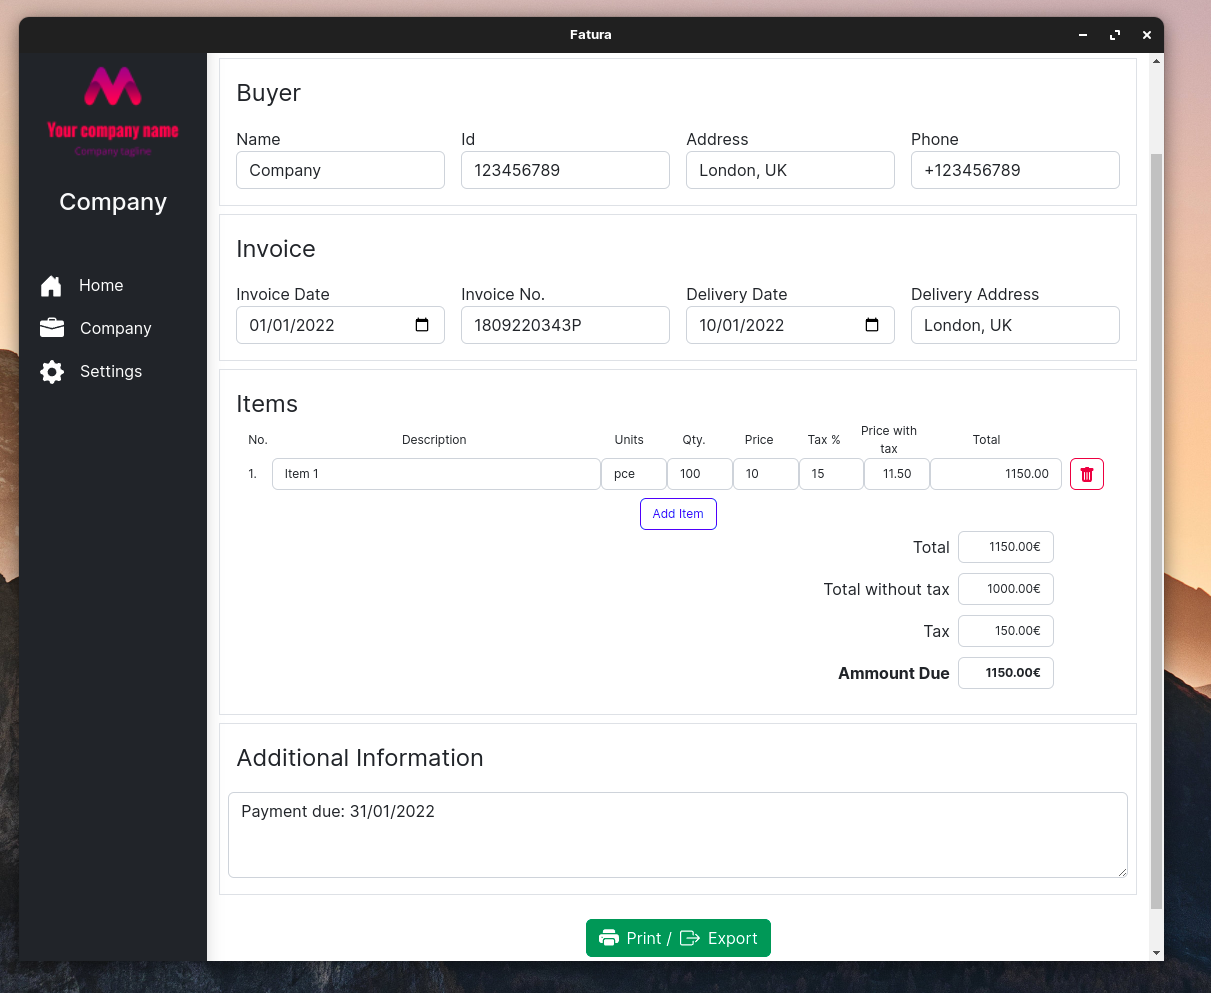 Fatura
Your company name
Company tagline
Company
Home
Company
Settings
Buyer
Name Id Address Phone
Company 123456789 London, UK +123456789
Invoice
Invoice Date Invoice No. Delivery Date Delivery Address
01/01/2022 1809220343P 10/01/2022 London, UK
Items
No. Description Units Qty. Price Tax % Price with tax Total
1. Item 1 pce 100 10 15 11.50 1150.00
Add Item
Total 1150.00€
Total without tax 1000.00€
Tax 150.00€
Ammount Due 1150.00€
Additional Information
Payment due: 31/01/2022
Print / Export